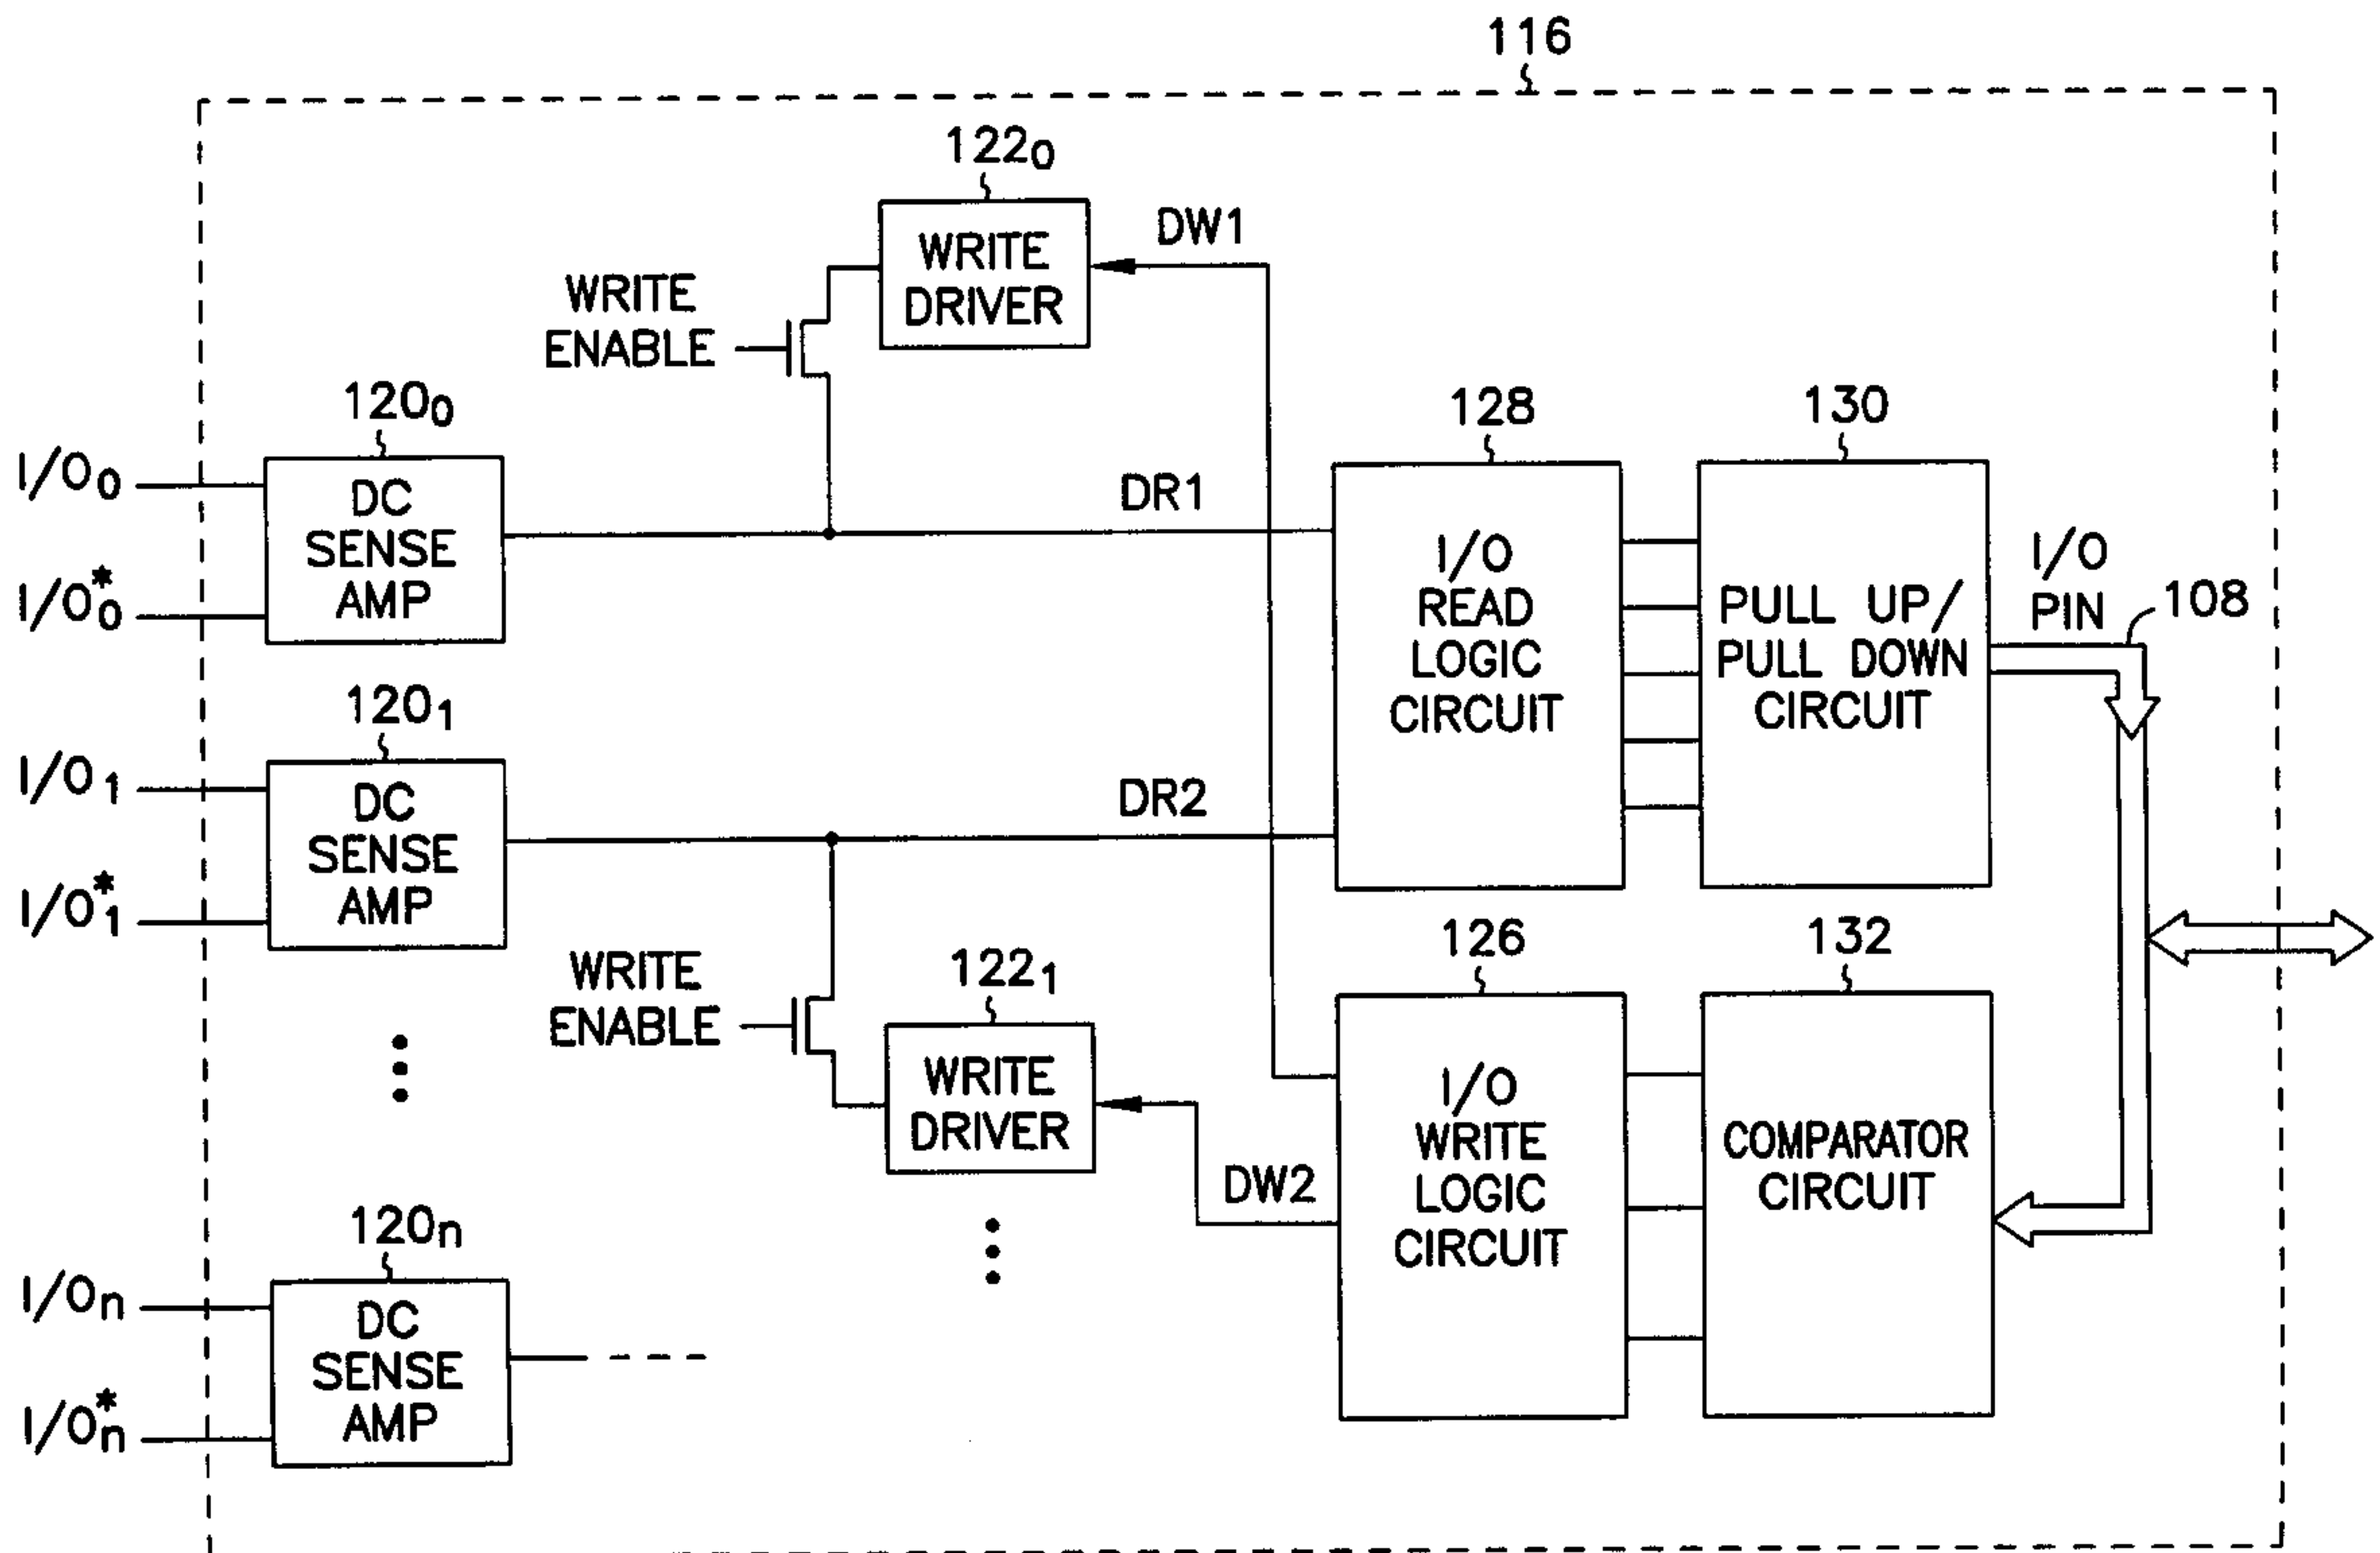 116
122₀
WRITE
DRIVER
DW1
WRITE
ENABLE
120₀
I/O₀
I/O₀*
DC
SENSE
AMP
DR1
128
I/O
READ
LOGIC
CIRCUIT
130
PULL UP/
PULL DOWN
CIRCUIT
I/O
PIN
108
120₁
I/O₁
I/O₁*
DC
SENSE
AMP
DR2
WRITE
ENABLE
122₁
WRITE
DRIVER
DW2
126
I/O
WRITE
LOGIC
CIRCUIT
132
COMPARATOR
CIRCUIT
120ₙ
I/Oₙ
I/Oₙ*
DC
SENSE
AMP